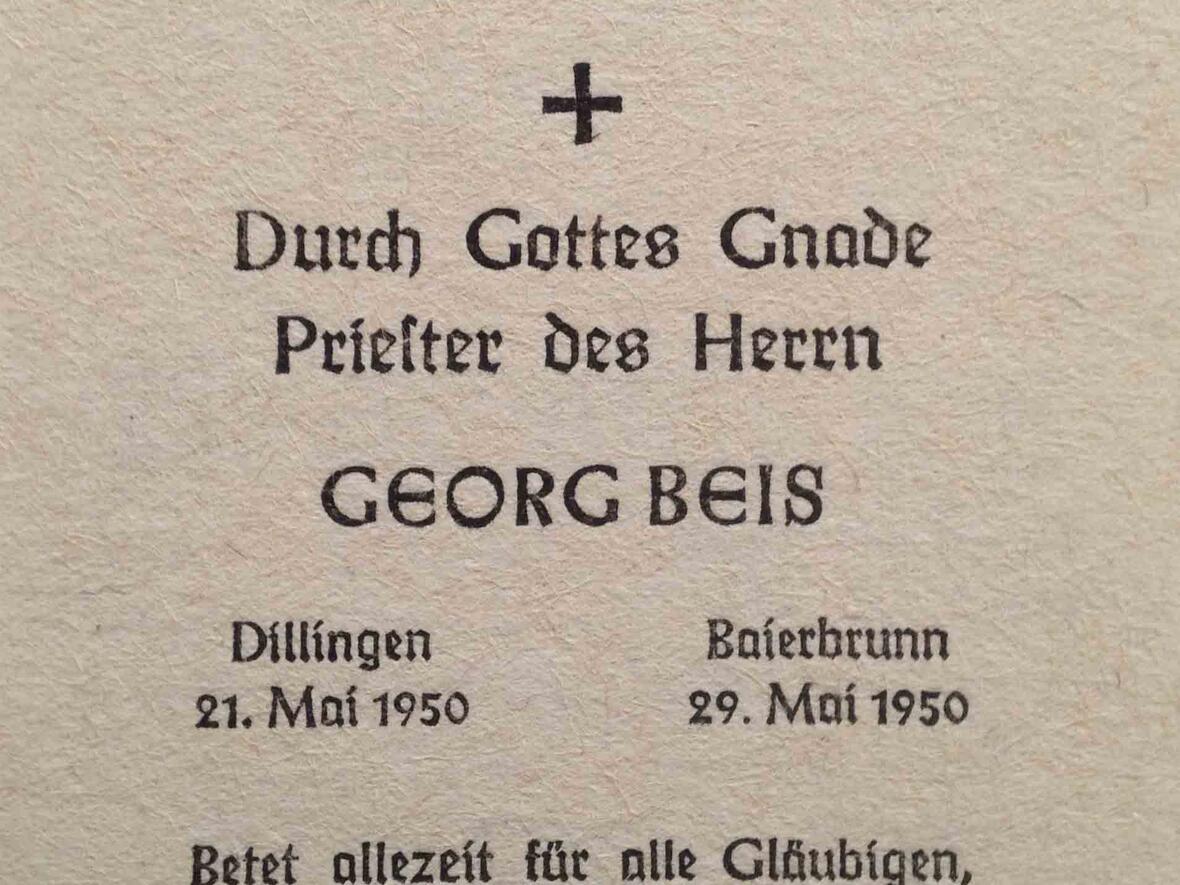 Durch Gottes Gnade
Prieſter des Herrn
GEORG BEIS
Dillingen Baierbrunn
21. Mai 1950 29. Mai 1950
Betet allezeit für alle Gläubigen,